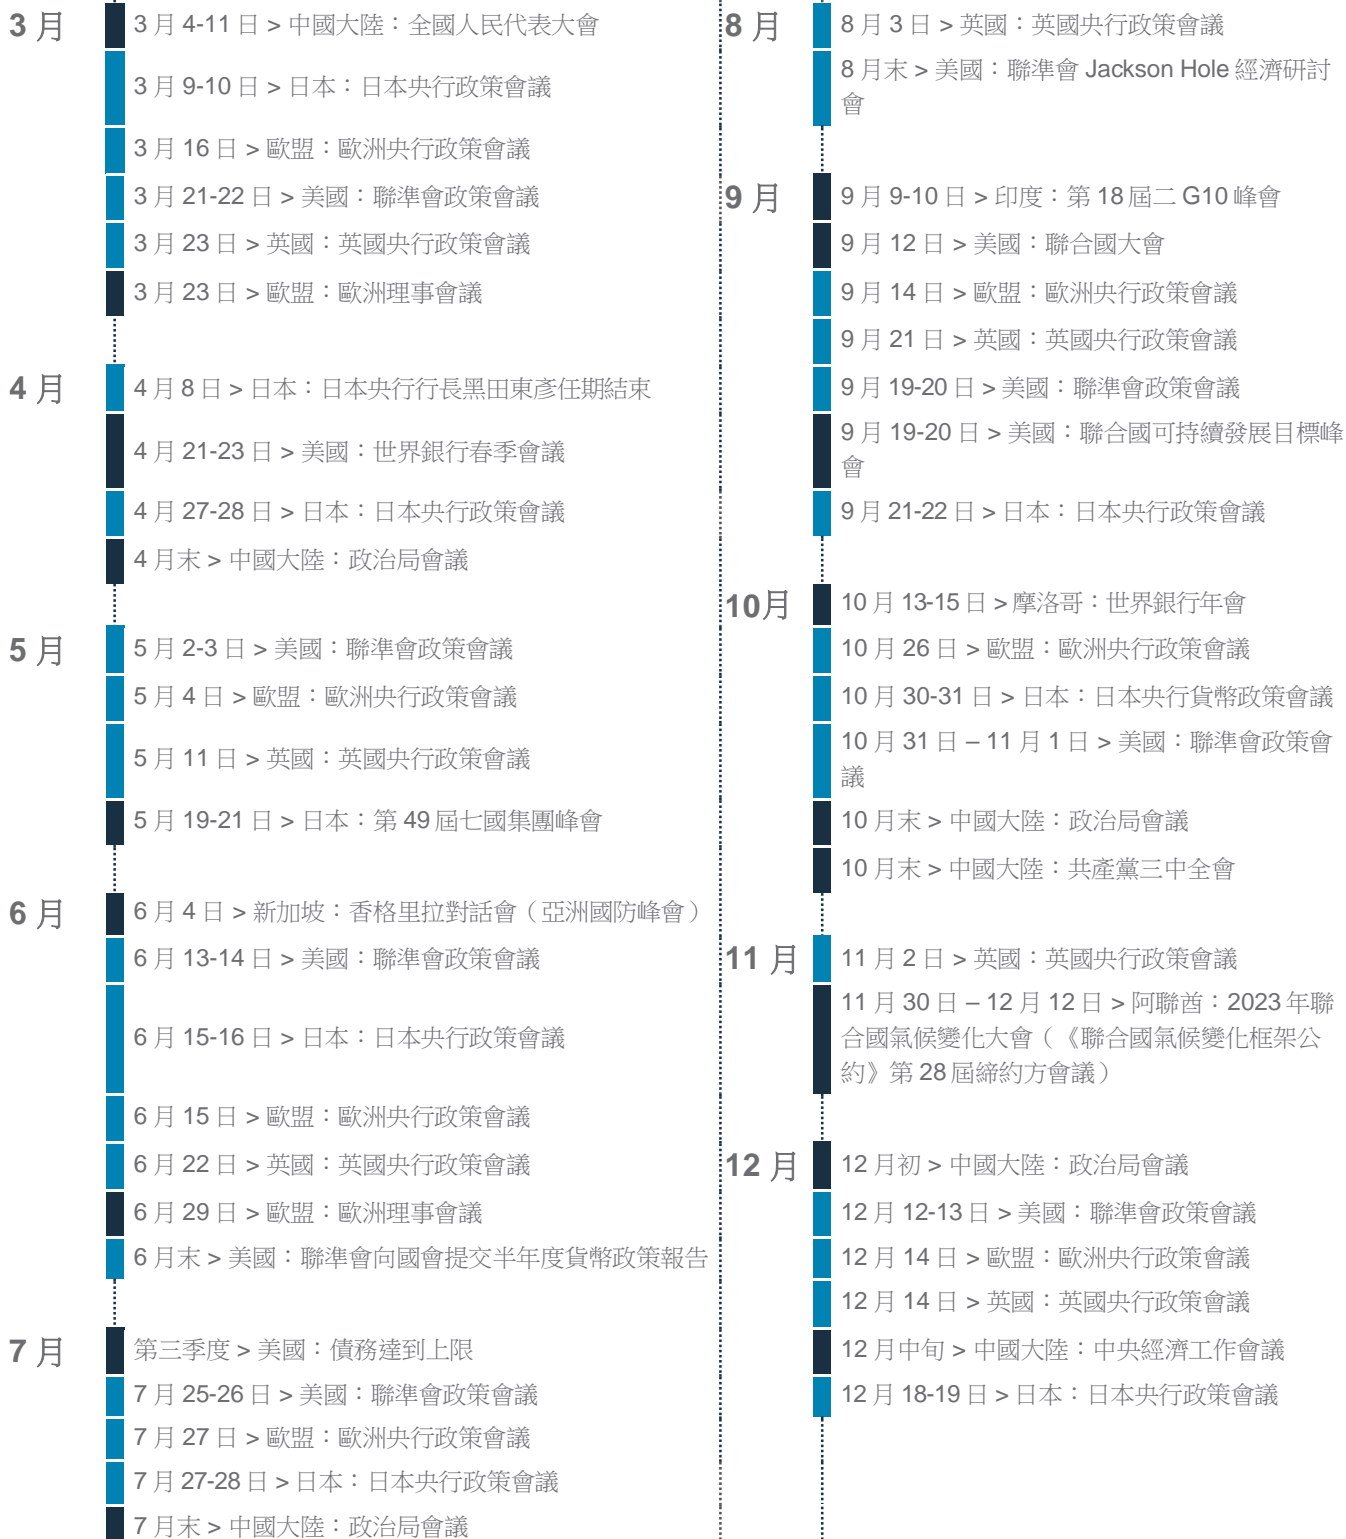 3 月
3 月 4-11 日 > 中國大陸：全國人民代表大會
3 月 9-10 日 > 日本：日本央行政策會議
3 月 16 日 > 歐盟：歐洲央行政策會議
3 月 21-22 日 > 美國：聯準會政策會議
3 月 23 日 > 英國：英國央行政策會議
3 月 23 日 > 歐盟：歐洲理事會議
4 月
4 月 8 日 > 日本：日本央行行長黑田東彥任期結束
4 月 21-23 日 > 美國：世界銀行春季會議
4 月 27-28 日 > 日本：日本央行政策會議
4 月末 > 中國大陸：政治局會議
5 月
5 月 2-3 日 > 美國：聯準會政策會議
5 月 4 日 > 歐盟：歐洲央行政策會議
5 月 11 日 > 英國：英國央行政策會議
5 月 19-21 日 > 日本：第 49 屆七國集團峰會
6 月
6 月 4 日 > 新加坡：香格里拉對話會（亞洲國防峰會）
6 月 13-14 日 > 美國：聯準會政策會議
6 月 15-16 日 > 日本：日本央行政策會議
6 月 15 日 > 歐盟：歐洲央行政策會議
6 月 22 日 > 英國：英國央行政策會議
6 月 29 日 > 歐盟：歐洲理事會議
6 月末 > 美國：聯準會向國會提交半年度貨幣政策報告
7 月
第三季度 > 美國：債務達到上限
7 月 25-26 日 > 美國：聯準會政策會議
7 月 27 日 > 歐盟：歐洲央行政策會議
7 月 27-28 日 > 日本：日本央行政策會議
7 月末 > 中國大陸：政治局會議
8 月
8 月 3 日 > 英國：英國央行政策會議
8 月末 > 美國：聯準會 Jackson Hole 經濟研討
會
9 月
9 月 9-10 日 > 印度：第 18 屆二 G10 峰會
9 月 12 日 > 美國：聯合國大會
9 月 14 日 > 歐盟：歐洲央行政策會議
9 月 21 日 > 英國：英國央行政策會議
9 月 19-20 日 > 美國：聯準會政策會議
9 月 19-20 日 > 美國：聯合國可持續發展目標峰
會
9 月 21-22 日 > 日本：日本央行政策會議
10月
10 月 13-15 日 > 摩洛哥：世界銀行年會
10 月 26 日 > 歐盟：歐洲央行政策會議
10 月 30-31 日 > 日本：日本央行貨幣政策會議
10 月 31 日 – 11 月 1 日 > 美國：聯準會政策會
議
10 月末 > 中國大陸：政治局會議
10 月末 > 中國大陸：共產黨三中全會
11 月
11 月 2 日 > 英國：英國央行政策會議
11 月 30 日 – 12 月 12 日 > 阿聯酋：2023 年聯
合國氣候變化大會（《聯合國氣候變化框架公
約》第 28 屆締約方會議）
12 月
12 月初 > 中國大陸：政治局會議
12 月 12-13 日 > 美國：聯準會政策會議
12 月 14 日 > 歐盟：歐洲央行政策會議
12 月 14 日 > 英國：英國央行政策會議
12 月中旬 > 中國大陸：中央經濟工作會議
12 月 18-19 日 > 日本：日本央行政策會議